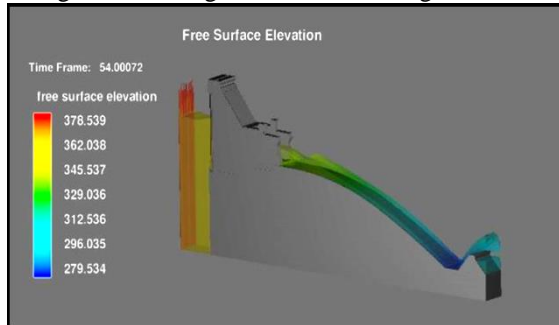 Free Surface Elevation
Time Frame: 54.00072
free surface elevation
378.539
362.038
345.537
329.036
312.536
296.035
279.534